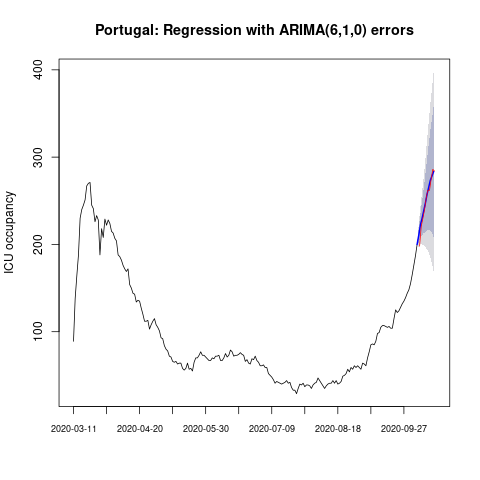 Portugal: Regression with ARIMA(6,1,0) errors
ICU occupancy
400
300
200
100
2020-03-11 2020-04-20 2020-05-30 2020-07-09 2020-08-18 2020-09-27